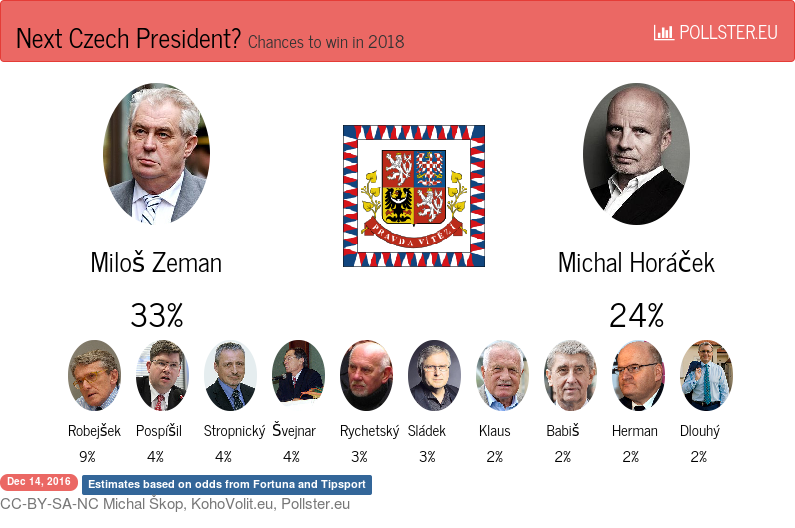 Next Czech President? Chances to win in 2018
POLLSTER.EU
PRAVDA VÍTĚZÍ
Miloš Zeman
Michal Horáček
33%
24%
Robejšek Pospíšil Stropnický Švejnar Rychetský Sládek Klaus Babiš Herman Dlouhý
9% 4% 4% 4% 3% 3% 2% 2% 2% 2%
Dec 14, 2016 Estimates based on odds from Fortuna and Tipsport
CC-BY-SA-NC Michal Škop, KohoVolit.eu, Pollster.eu